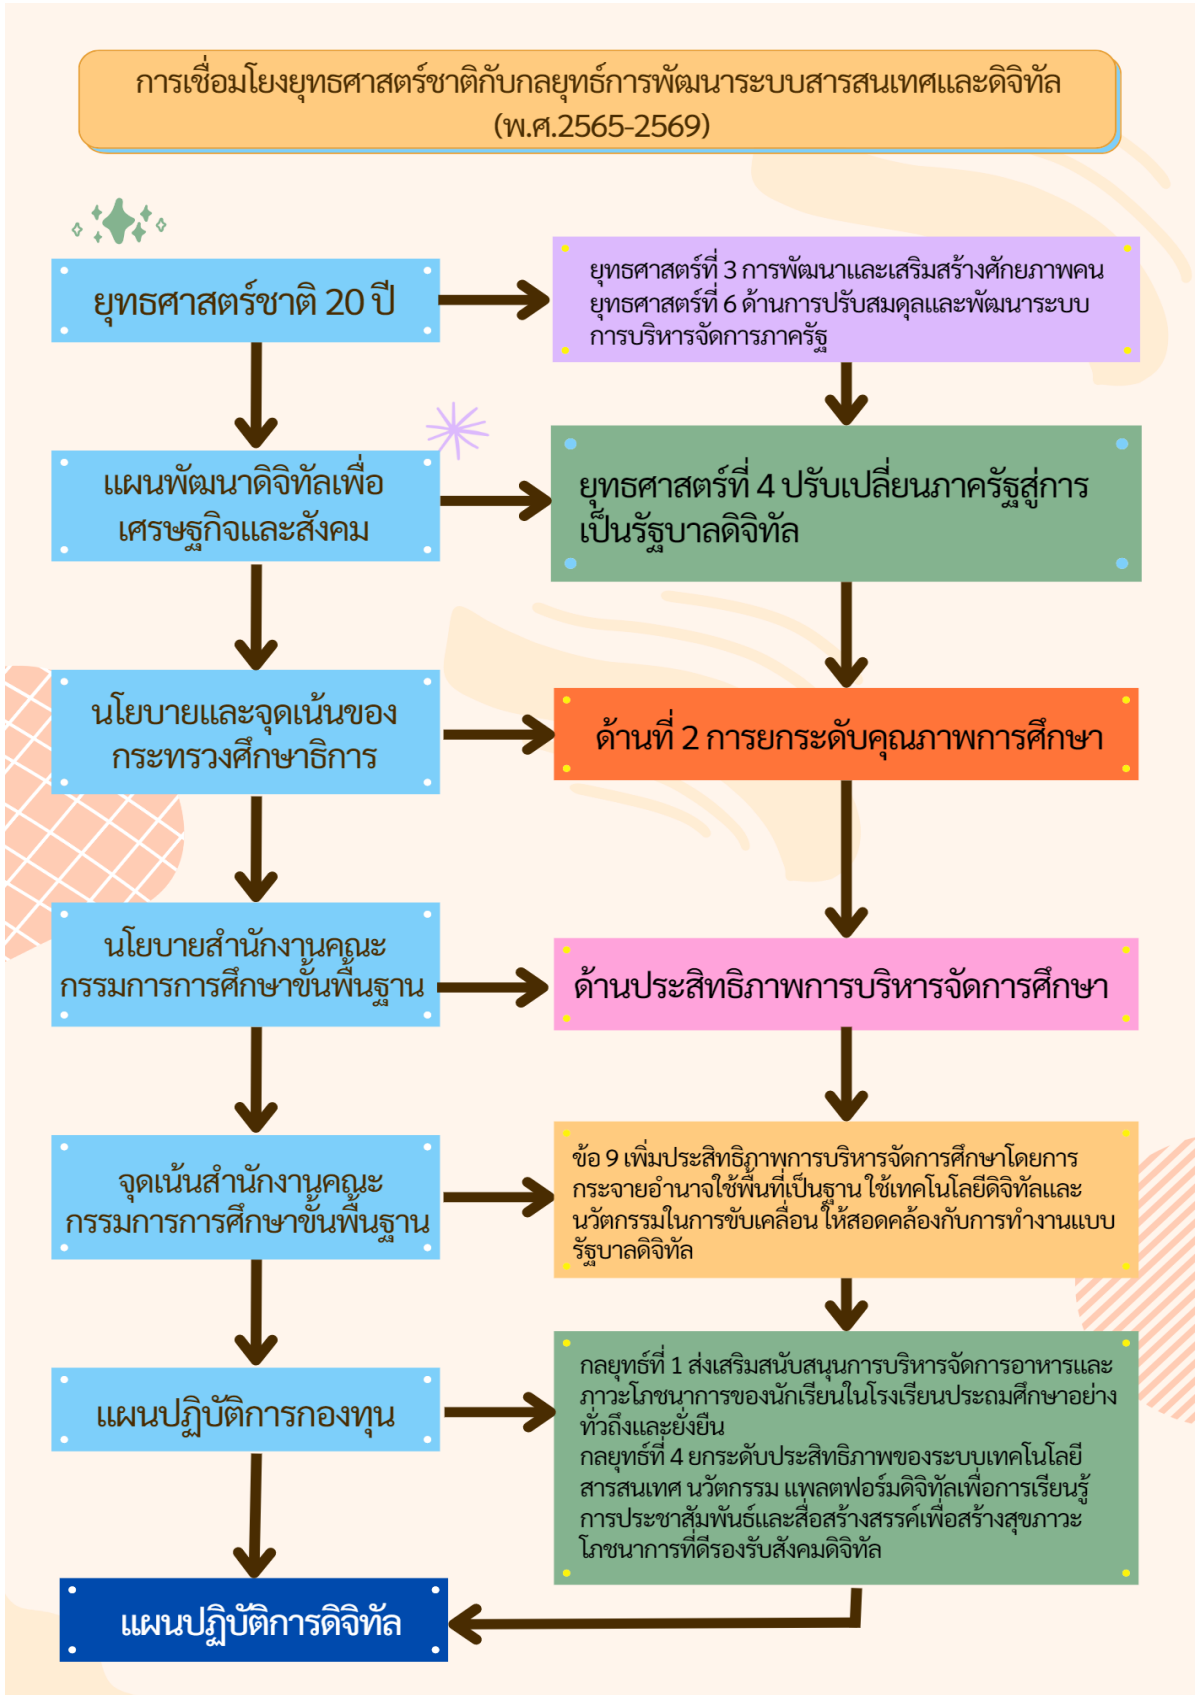 การเชื่อมโยงยุทธศาสตร์ชาติกับกลยุทธ์การพัฒนาระบบสารสนเทศและดิจิทัล
(พ.ศ.2565-2569)
ยุทธศาสตร์ชาติ 20 ปี
ยุทธศาสตร์ที่ 3 การพัฒนาและเสริมสร้างศักยภาพคน
ยุทธศาสตร์ที่ 6 ด้านการปรับสมดุลและพัฒนาระบบ
การบริหารจัดการภาครัฐ
แผนพัฒนาดิจิทัลเพื่อ
เศรษฐกิจและสังคม
ยุทธศาสตร์ที่ 4 ปรับเปลี่ยนภาครัฐสู่การ
เป็นรัฐบาลดิจิทัล
นโยบายและจุดเน้นของ
กระทรวงศึกษาธิการ
ด้านที่ 2 การยกระดับคุณภาพการศึกษา
นโยบายสำนักงานคณะ
กรรมการการศึกษาขั้นพื้นฐาน
ด้านประสิทธิภาพการบริหารจัดการศึกษา
จุดเน้นสำนักงานคณะ
กรรมการการศึกษาขั้นพื้นฐาน
ข้อ 9 เพิ่มประสิทธิภาพการบริหารจัดการศึกษาโดยการ
กระจายอำนาจใช้พื้นที่เป็นฐาน ใช้เทคโนโลยีดิจิทัลและ
นวัตกรรมในการขับเคลื่อน ให้สอดคล้องกับการทำงานแบบ
รัฐบาลดิจิทัล
แผนปฏิบัติการกองทุน
กลยุทธ์ที่ 1 ส่งเสริมสนับสนุนการบริหารจัดการอาหารและ
ภาวะโภชนาการของนักเรียนในโรงเรียนประถมศึกษาอย่าง
ทั่วถึงและยั่งยืน
กลยุทธ์ที่ 4 ยกระดับประสิทธิภาพของระบบเทคโนโลยี
สารสนเทศ นวัตกรรม แพลตฟอร์มดิจิทัลเพื่อการเรียนรู้
การประชาสัมพันธ์และสื่อสร้างสรรค์เพื่อสร้างสุขภาวะ
โภชนาการที่ดีรองรับสังคมดิจิทัล
แผนปฏิบัติการดิจิทัล